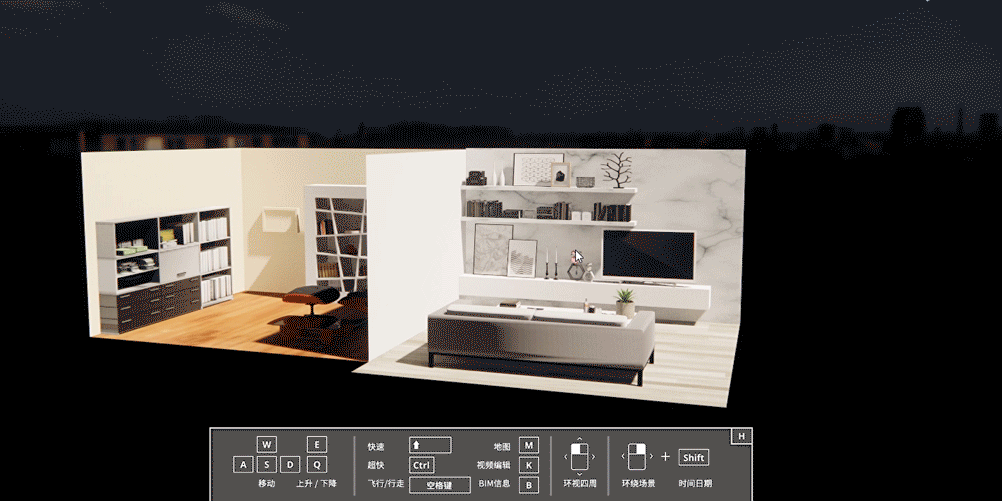 H
W E 快速 地图 M
A S D Q 超快 Ctrl 视频编辑 K + Shift
移动 上升 / 下降 飞行/行走 空格键 BIM信息 B 环视四周 环绕场景 时间日期